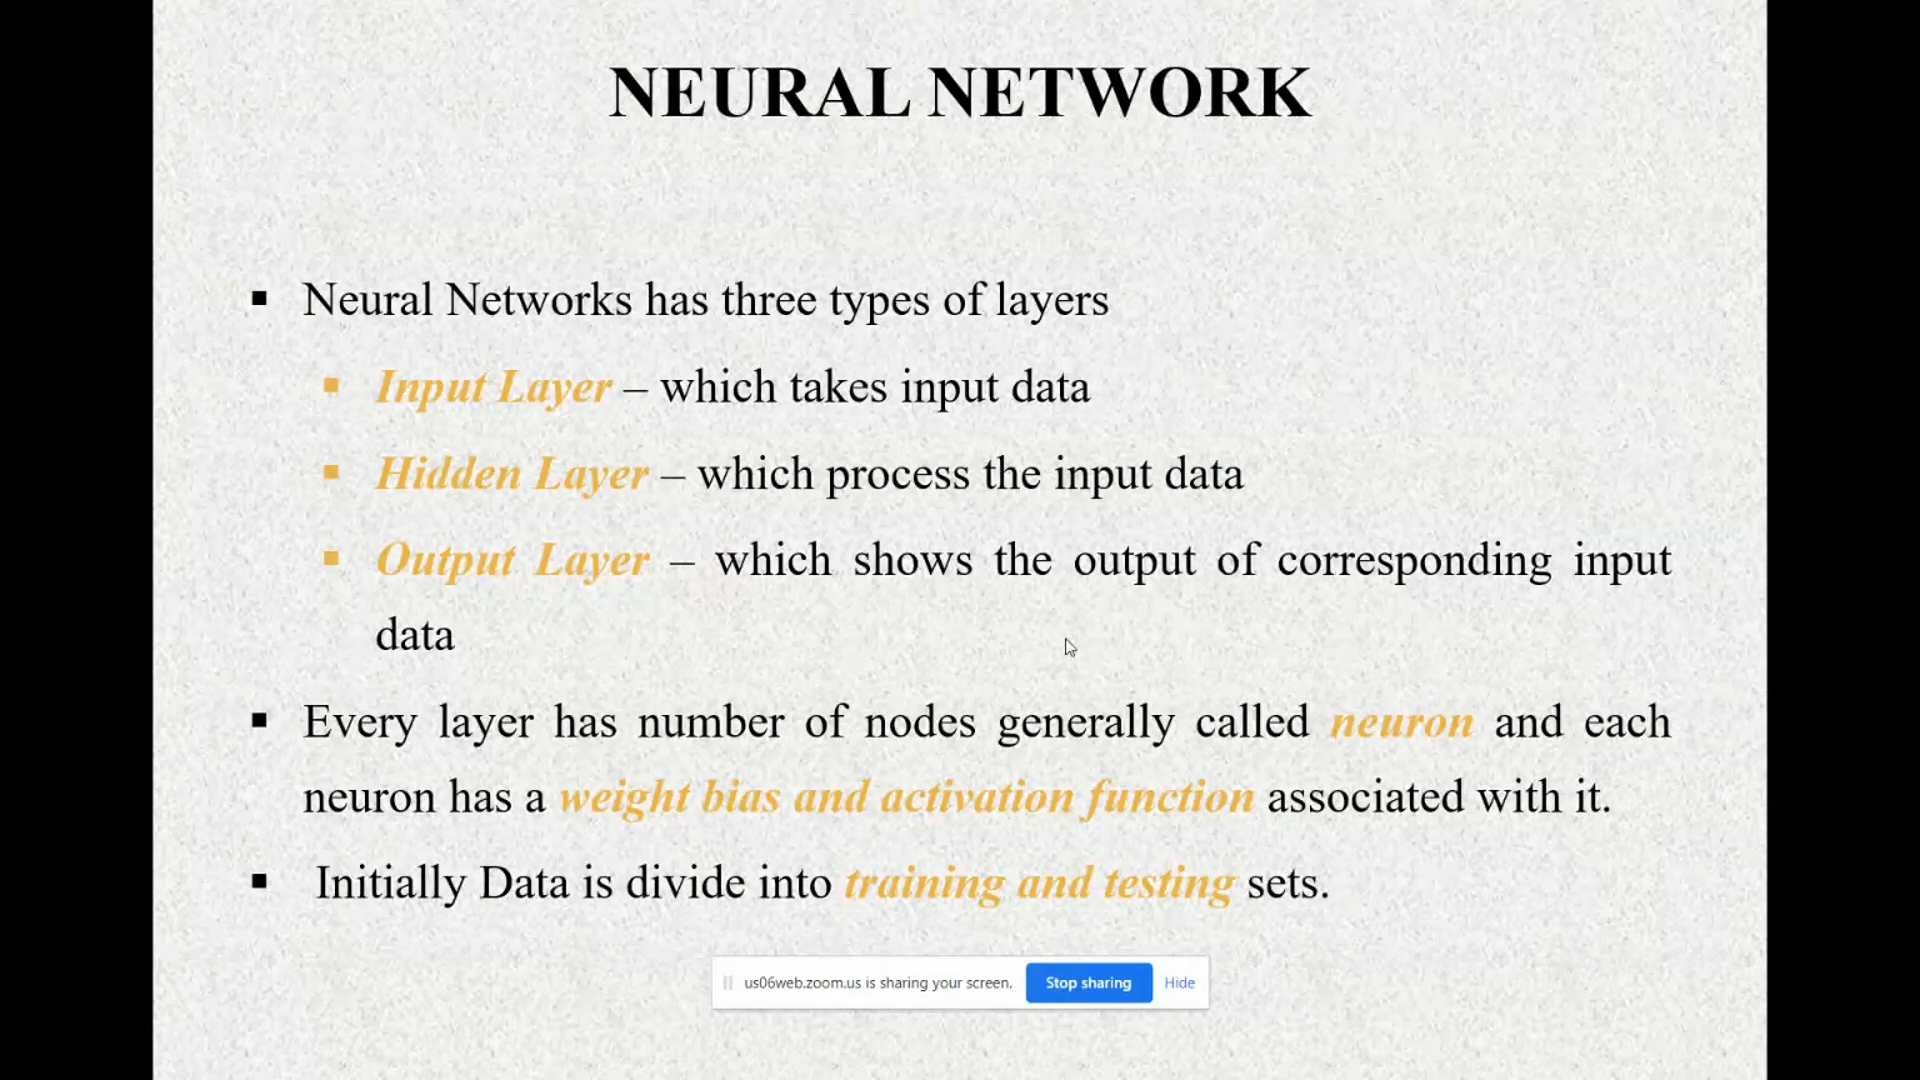 NEURAL NETWORK
▪ Neural Networks has three types of layers
▪ Input Layer – which takes input data
▪ Hidden Layer – which process the input data
▪ Output Layer – which shows the output of corresponding input
data
▪ Every layer has number of nodes generally called neuron and each
neuron has a weight bias and activation function associated with it.
▪ Initially Data is divide into training and testing sets.
us06web.zoom.us is sharing your screen. Stop sharing Hide